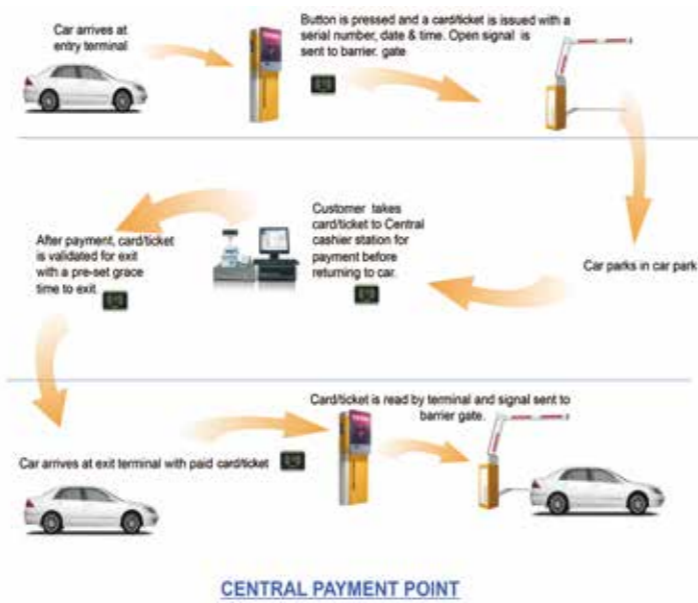 Car arrives at
entry terminal
Button is pressed and a card/ticket is issued with a
serial number, date & time. Open signal is
sent to barrier. gate
Customer takes
card/ticket to Central
cashier station for
payment before
returning to car.
After payment, card/ticket
is validated for exit
with a pre-set grace
time to exit
Car parks in car park
Card/ticket is read by terminal and signal sent to
barrier gate.
Car arrives at exit terminal with paid card/ticket
CENTRAL PAYMENT POINT